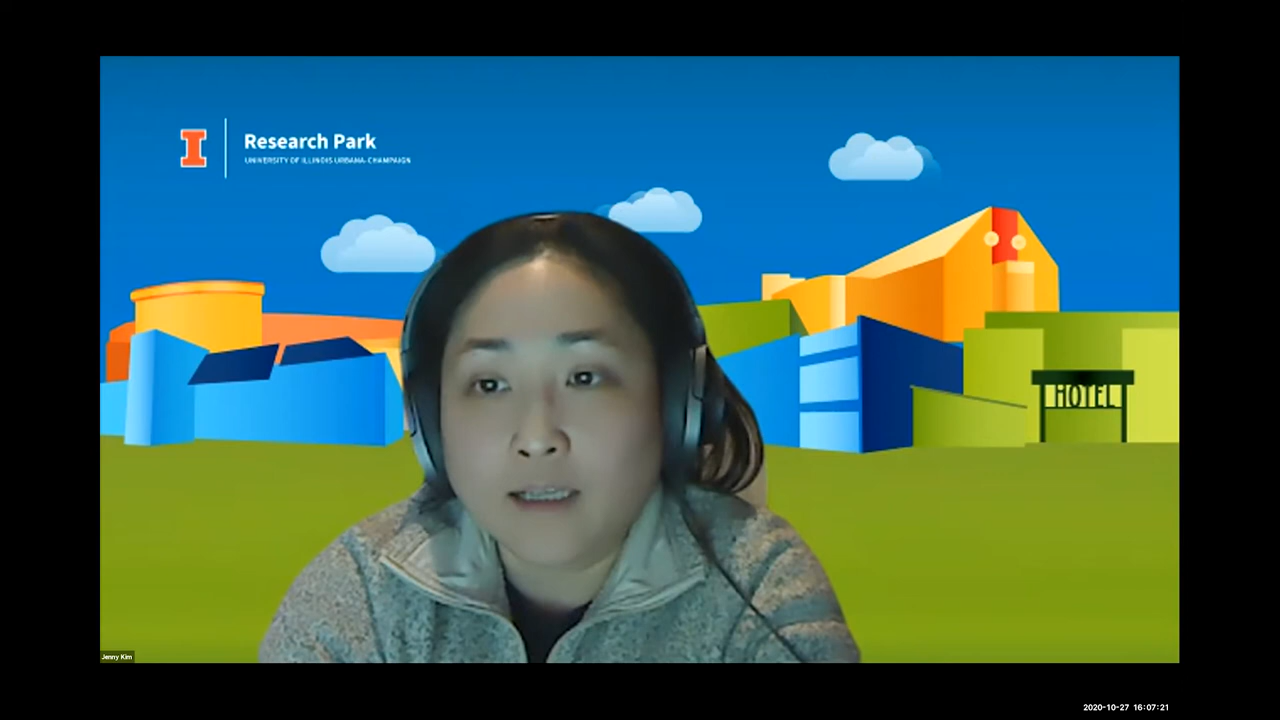 I
Research Park
UNIVERSITY OF ILLINOIS URBANA-CHAMPAIGN
HOTEL
Jenny Kim
2020-10-27 16:07:21